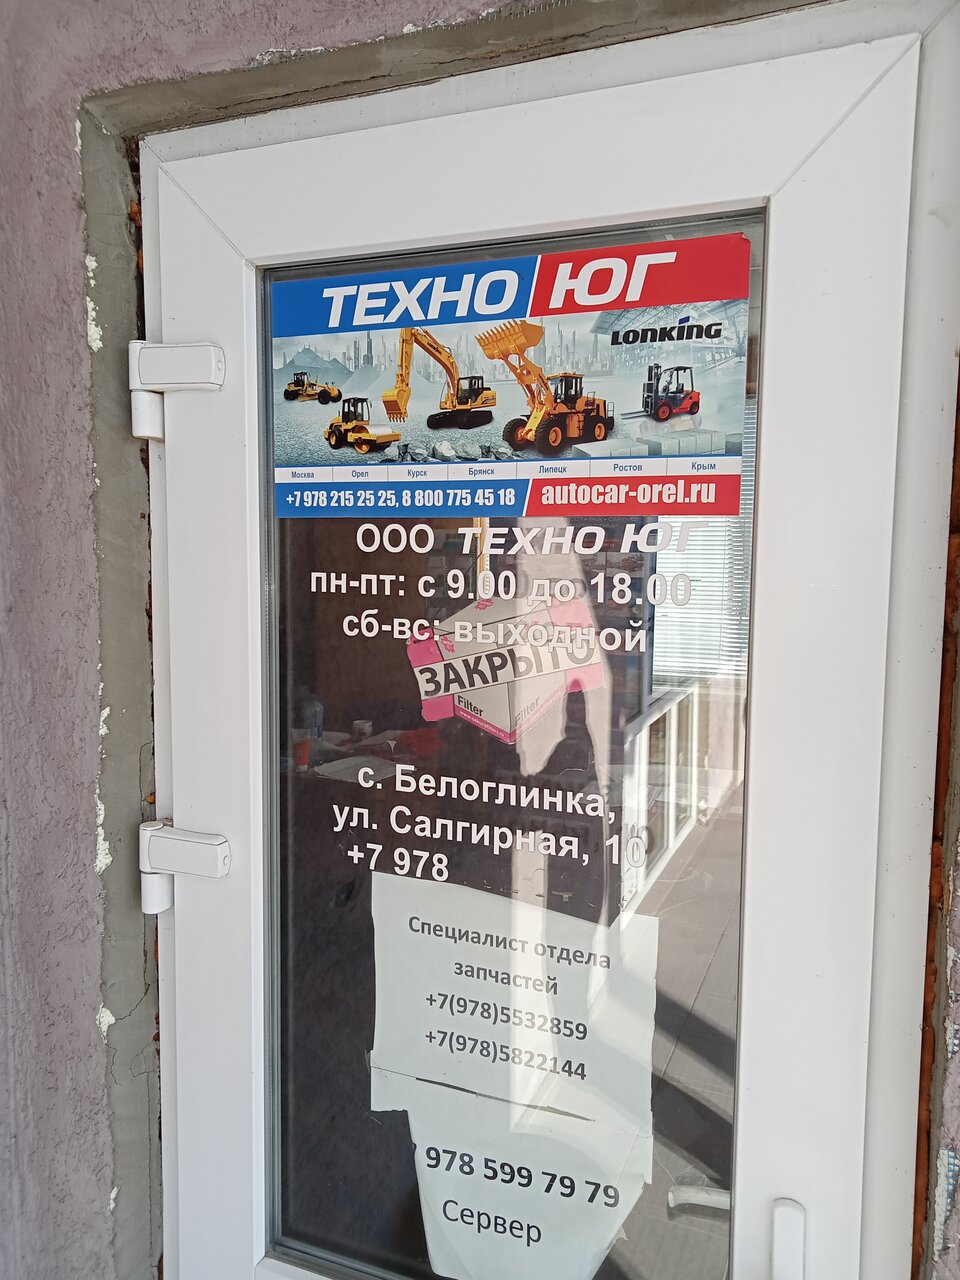 ТЕХНО ЮГ
LONKING
Москва Орел Курск Брянск Липецк Ростов Крым
+7 978 215 25 25, 8 800 775 45 18 autocar-orel.ru
ООО ТЕХНО ЮГ
пн-пт: с 9.00 до 18.00
сб-вс: выходной
ЗАКРЫТО
Filter
Filter
с. Белоглинка,
ул. Салгирная, 10
+7 978
Специалист отдела
запчастей
+7(978)5532859
+7(978)5822144
978 599 79 79
Сервер